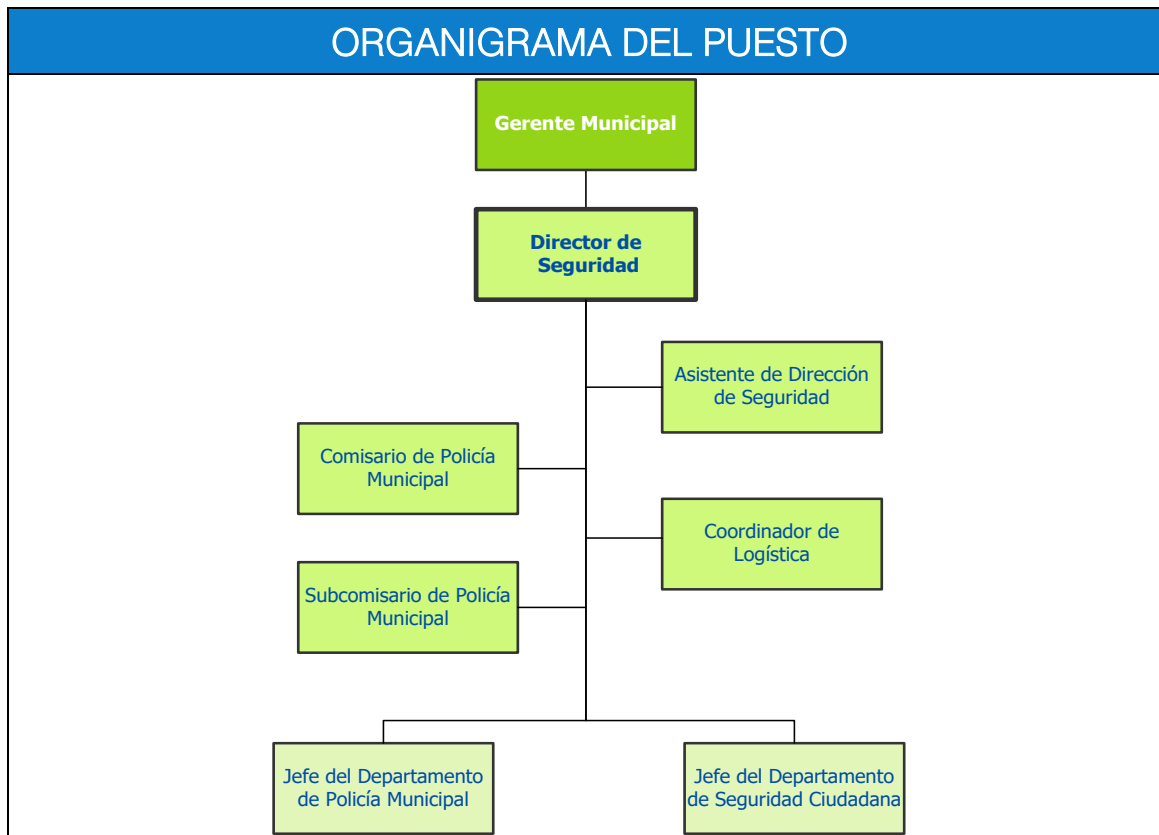 ORGANIGRAMA DEL PUESTO
Gerente Municipal
Director de
Seguridad
Asistente de Dirección
de Seguridad
Comisario de Policía
Municipal
Coordinador de
Logística
Subcomisario de Policía
Municipal
Jefe del Departamento
de Policía Municipal
Jefe del Departamento
de Seguridad Ciudadana